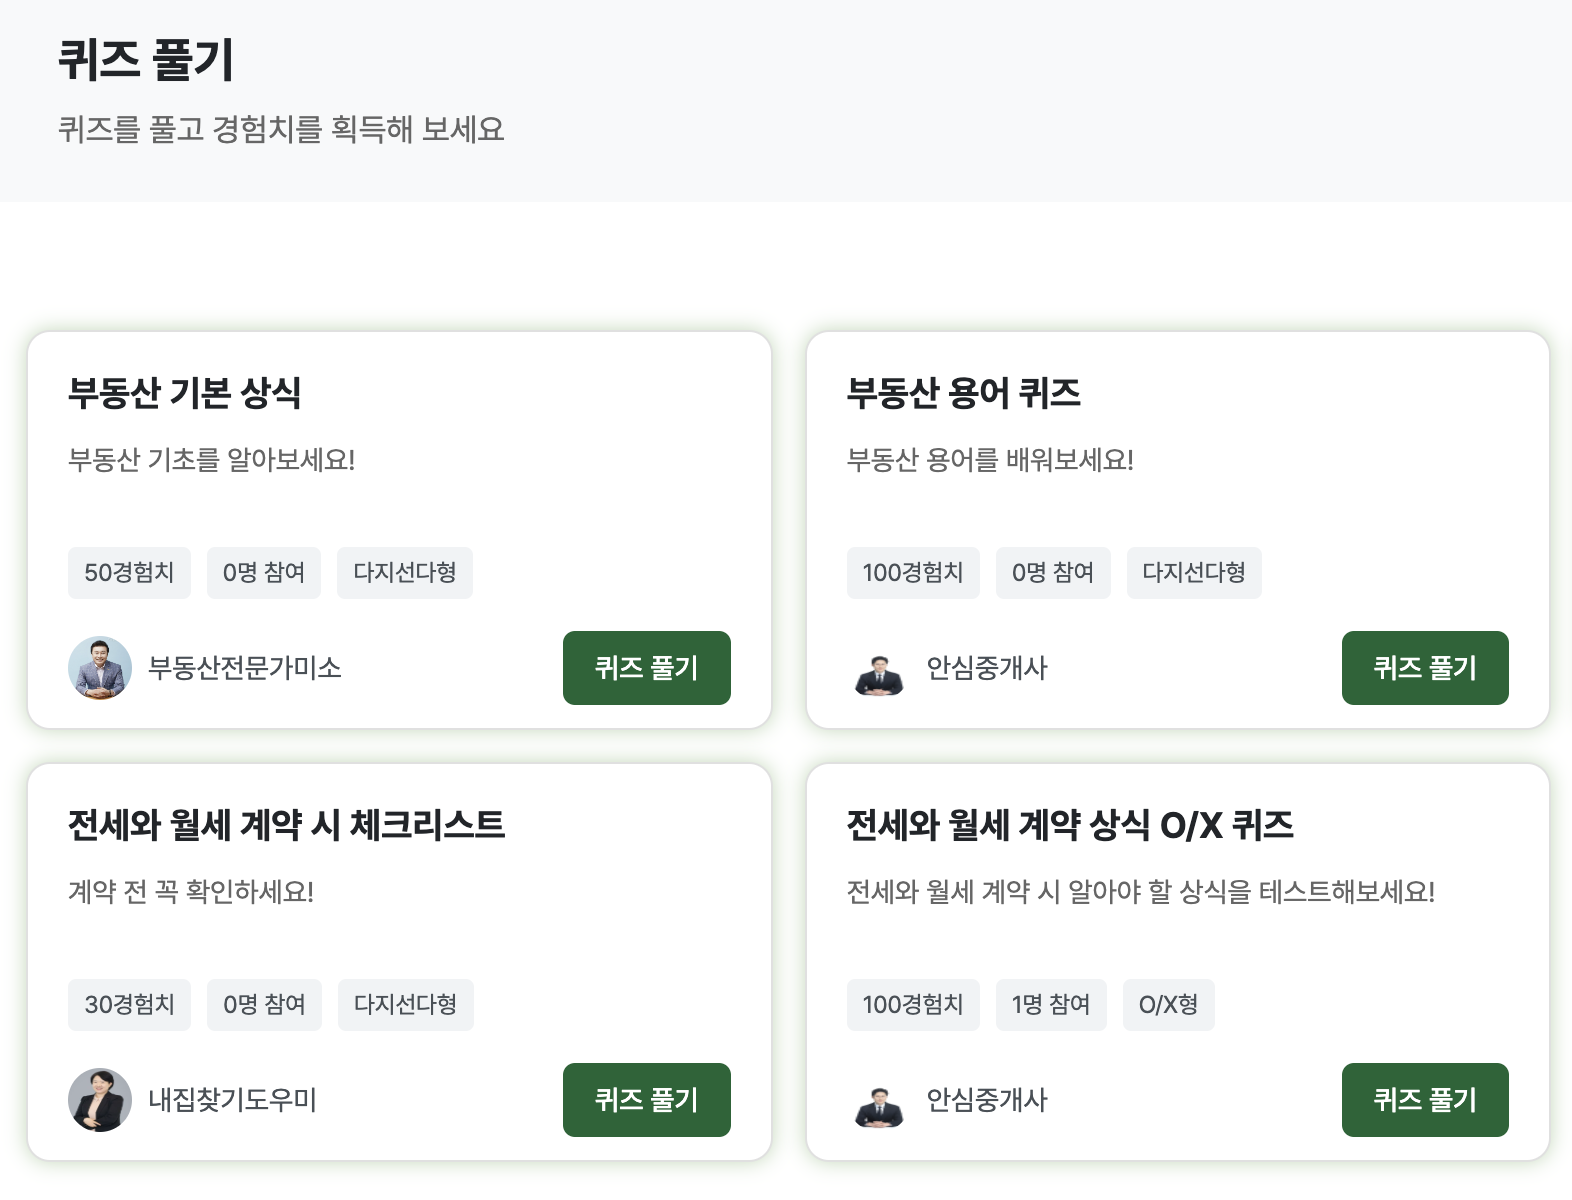 퀴즈 풀기
퀴즈를 풀고 경험치를 획득해 보세요
부동산 기본 상식
부동산 기초를 알아보세요!
50경험치 0명 참여 다지선다형
부동산전문가미소 퀴즈 풀기
부동산 용어 퀴즈
부동산 용어를 배워보세요!
100경험치 0명 참여 다지선다형
안심중개사 퀴즈 풀기
전세와 월세 계약 시 체크리스트
계약 전 꼭 확인하세요!
30경험치 0명 참여 다지선다형
내집찾기도우미 퀴즈 풀기
전세와 월세 계약 상식 O/X 퀴즈
전세와 월세 계약 시 알아야 할 상식을 테스트해보세요!
100경험치 1명 참여 O/X형
안심중개사 퀴즈 풀기